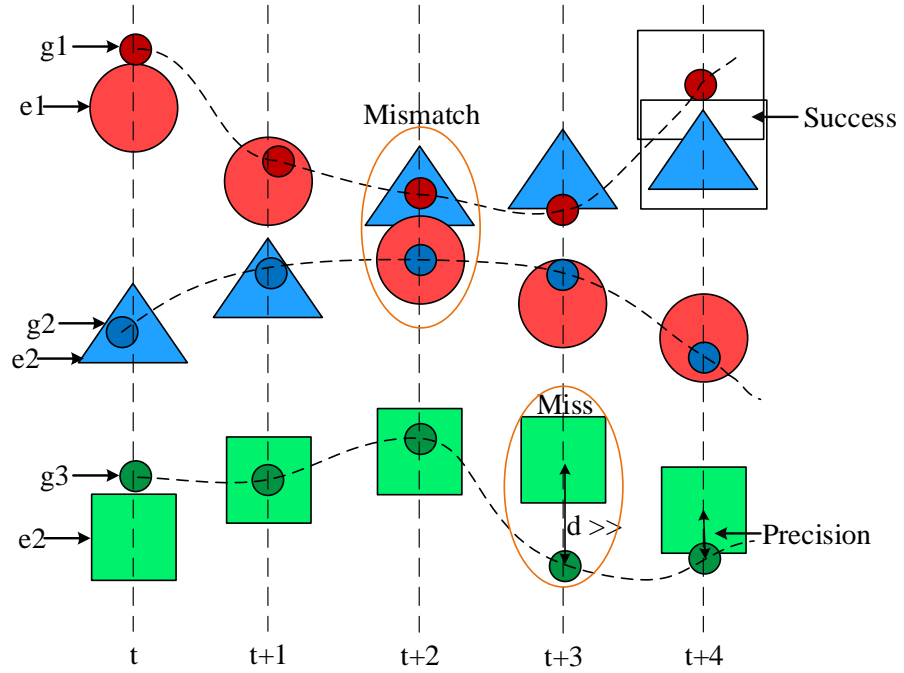 g1
e1
Mismatch
Success
g2
e2
Miss
g3
d >>
e2
Precision
t
t+1
t+2
t+3
t+4